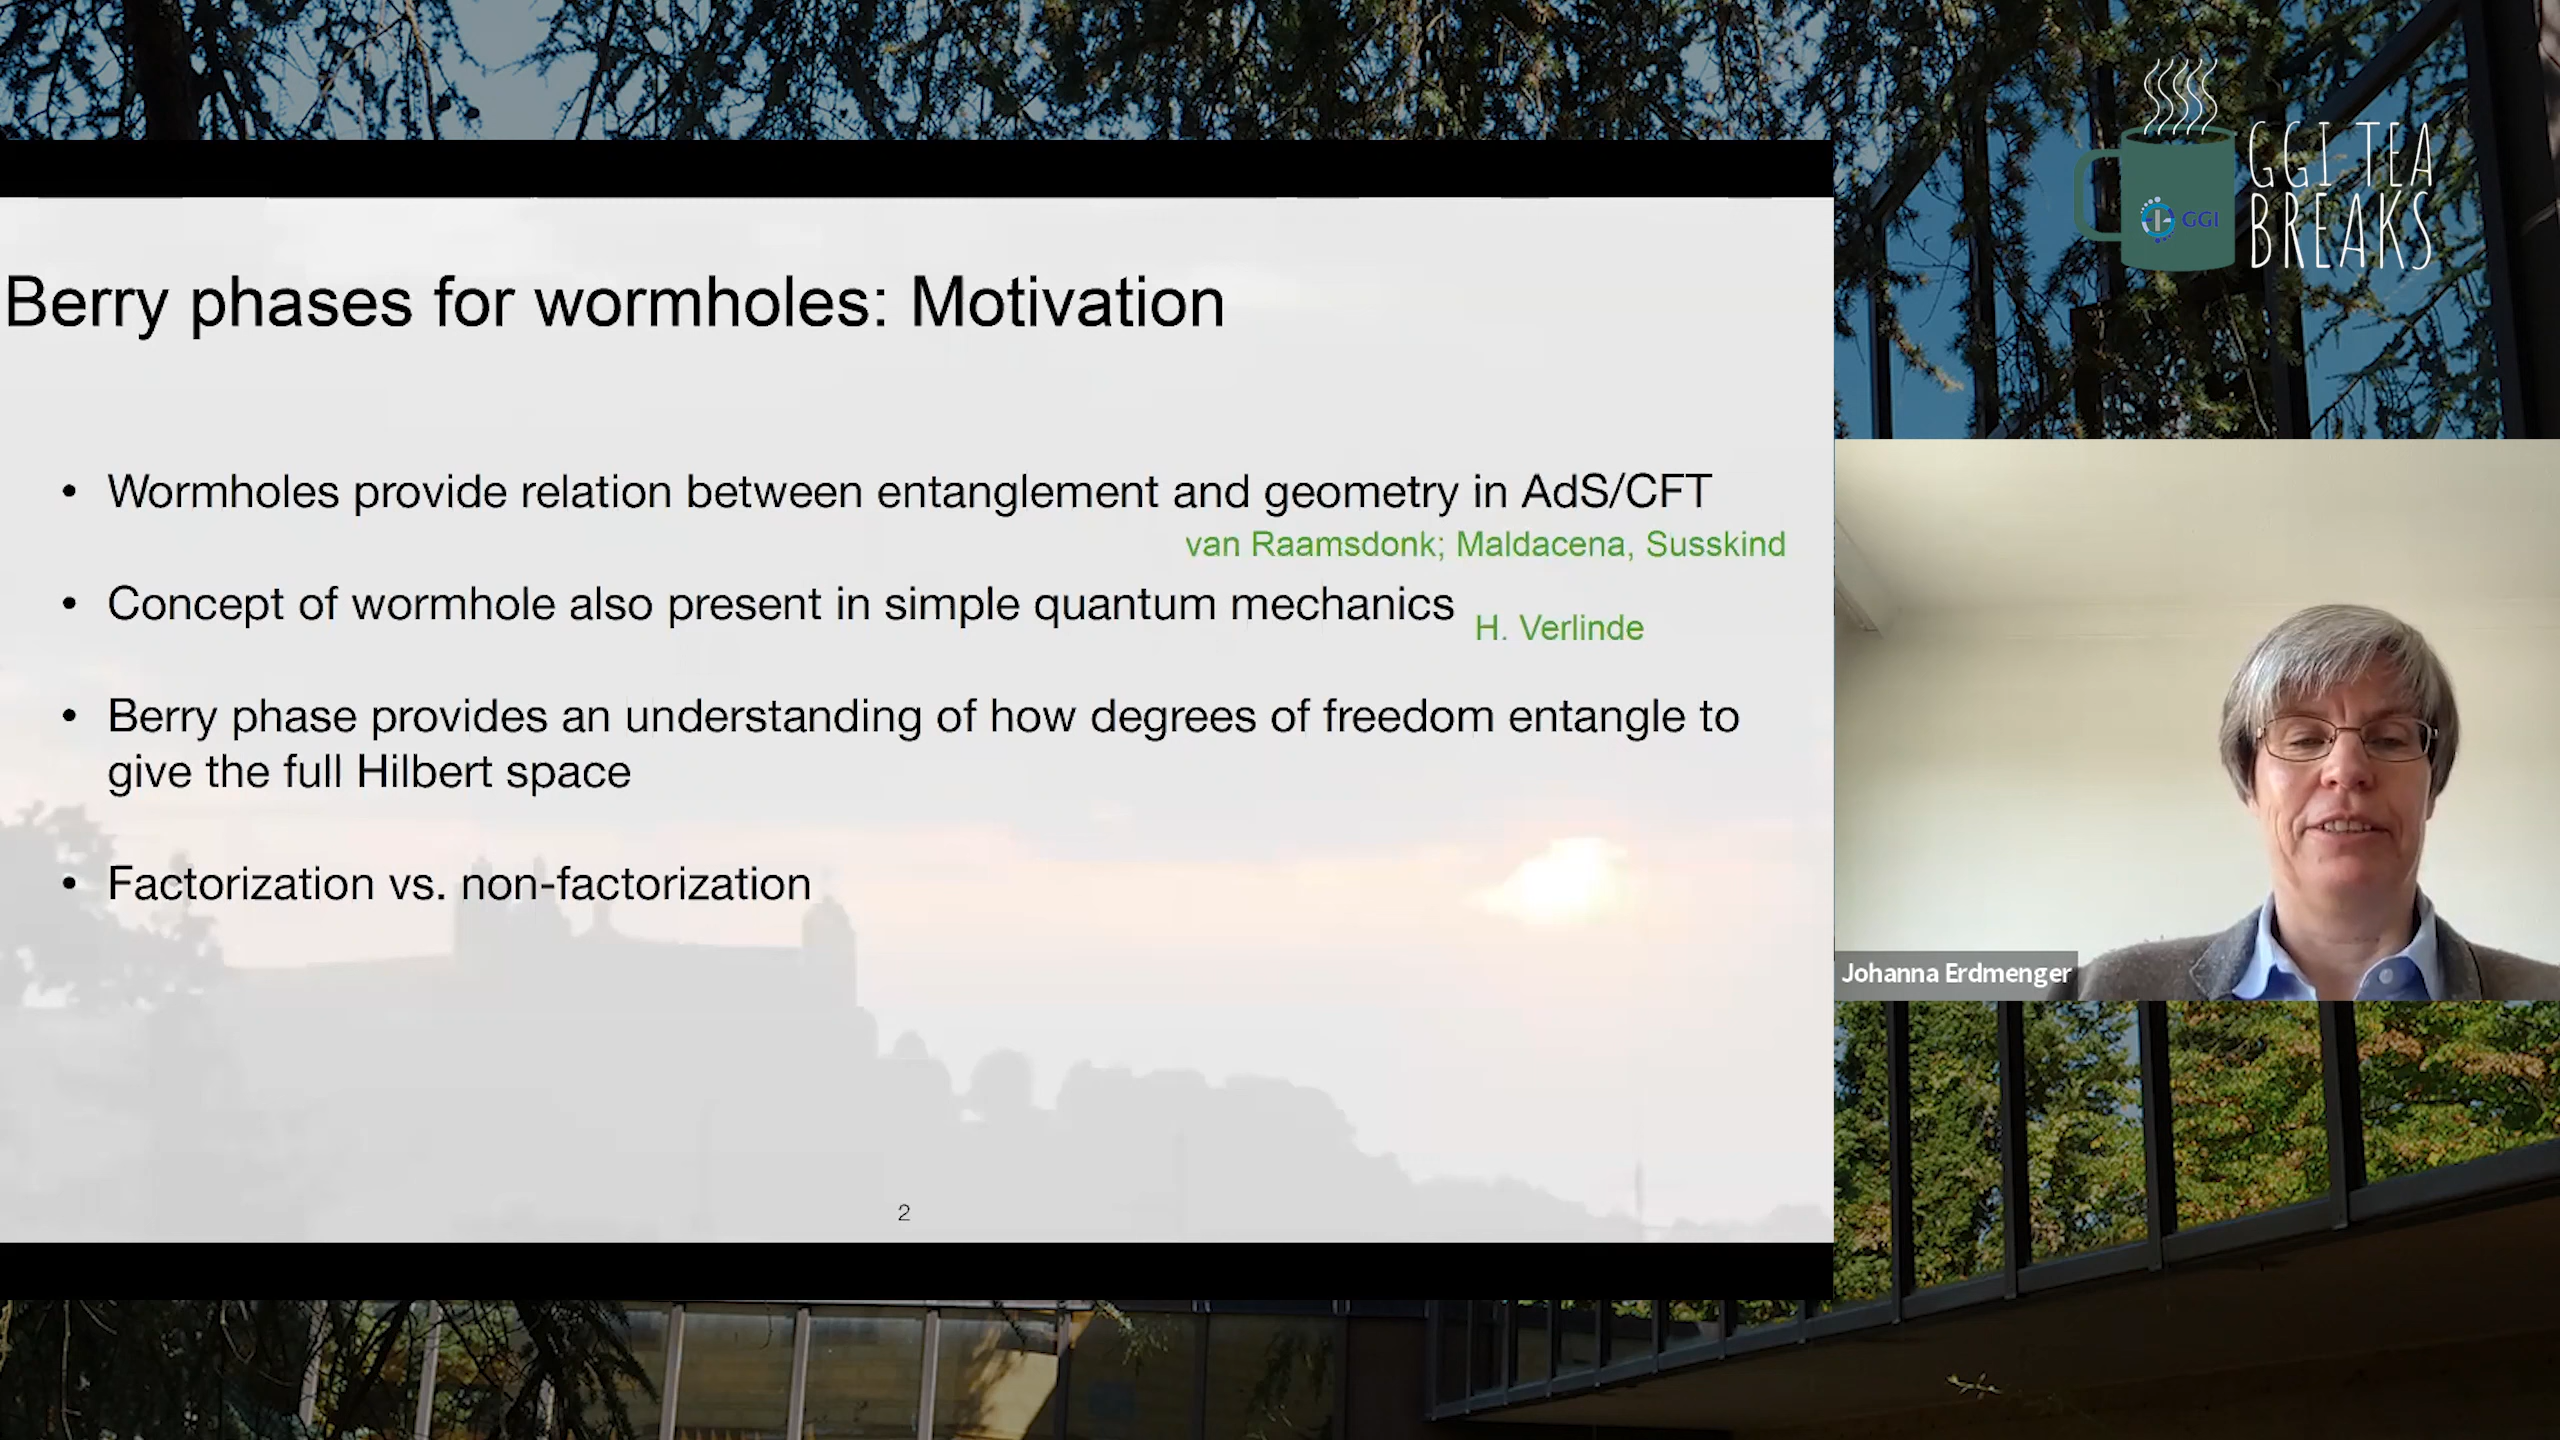 GGI TEA
BREAKS
GGI
Berry phases for wormholes: Motivation
• Wormholes provide relation between entanglement and geometry in AdS/CFT
van Raamsdonk; Maldacena, Susskind
• Concept of wormhole also present in simple quantum mechanics
H. Verlinde
• Berry phase provides an understanding of how degrees of freedom entangle to
give the full Hilbert space
• Factorization vs. non-factorization
2
Johanna Erdmenger